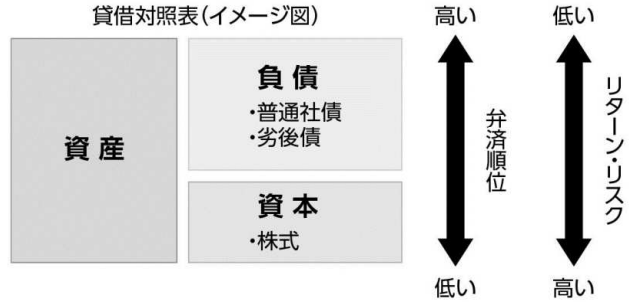 貸借対照表（イメージ図）
資産
負債
・普通社債
・劣後債
資本
・株式
高い
弁済順位
低い
低い
リターン・リスク
高い